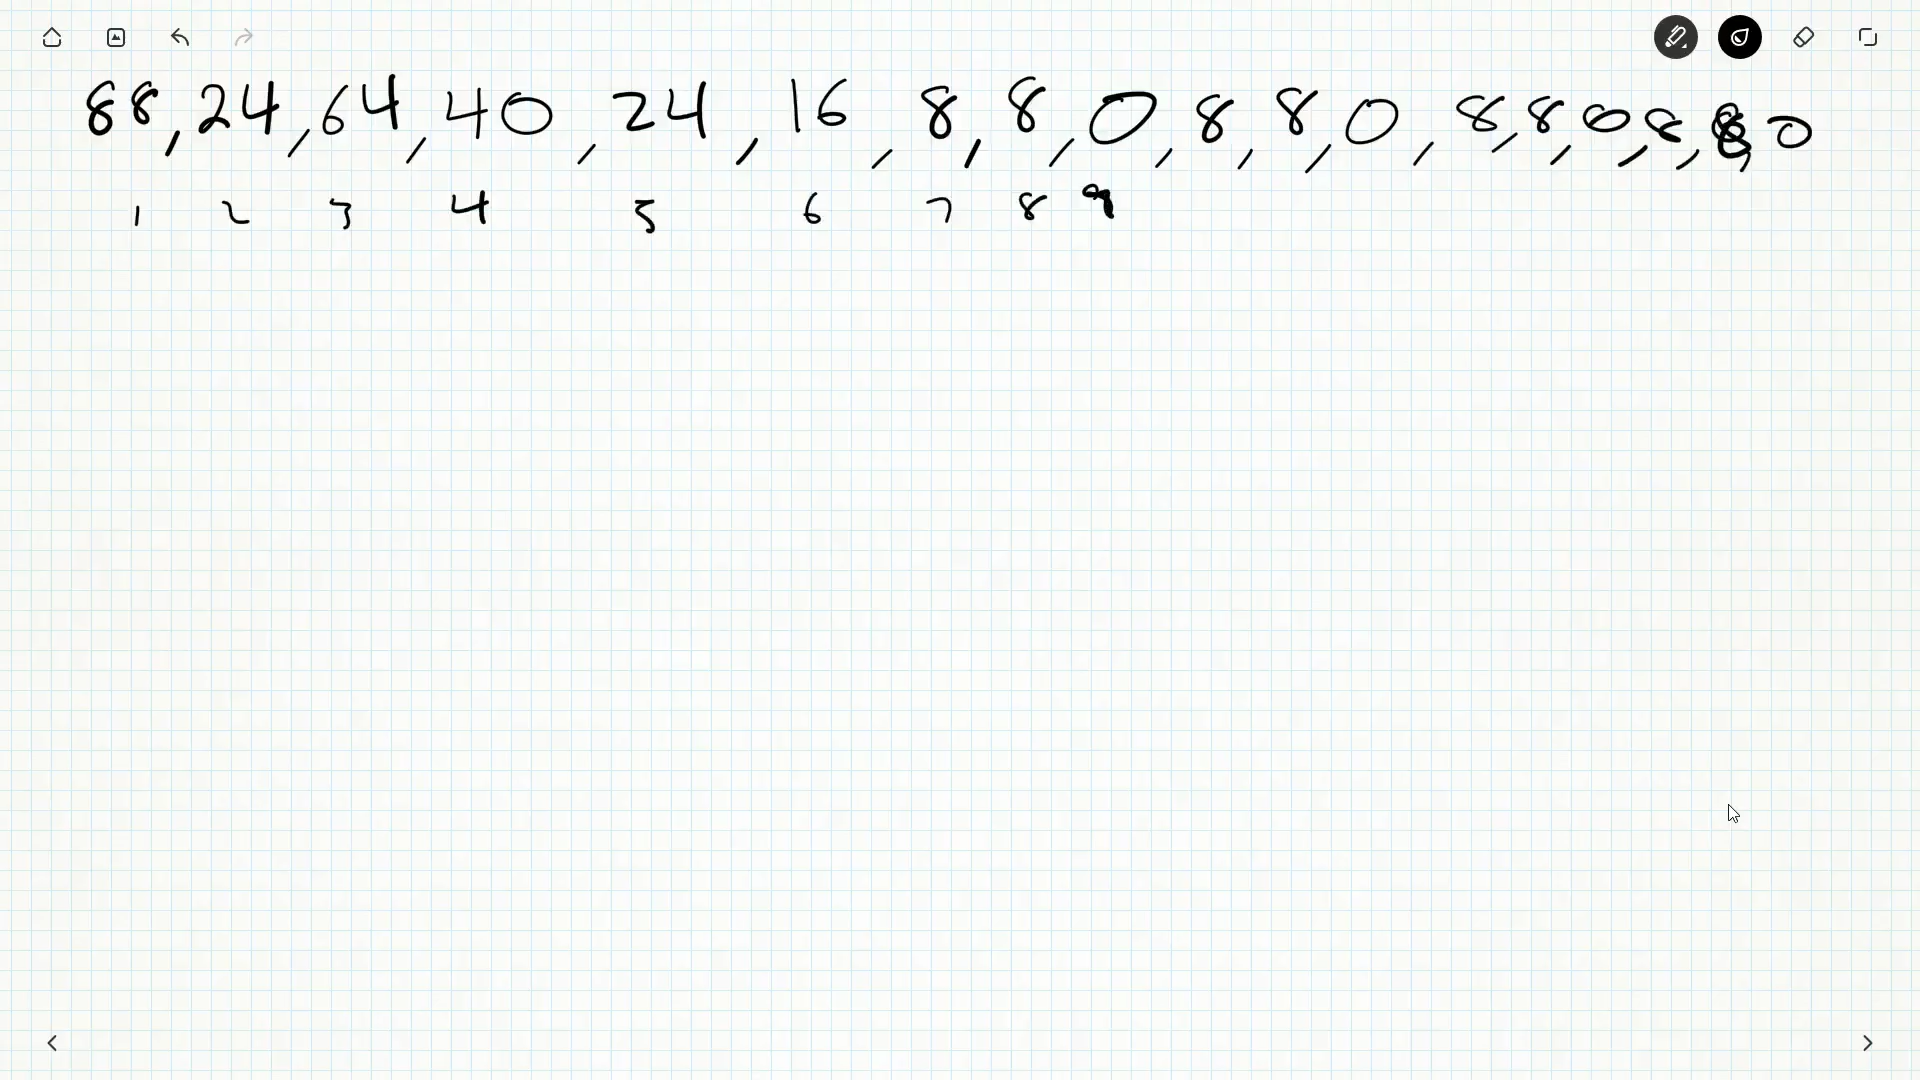 88, 24, 64, 40, 24, 16, 8, 8, 0, 8, 8, 0, 8, 8, 0, 8, 8, 0
1 2 3 4 5 6 7 8 9